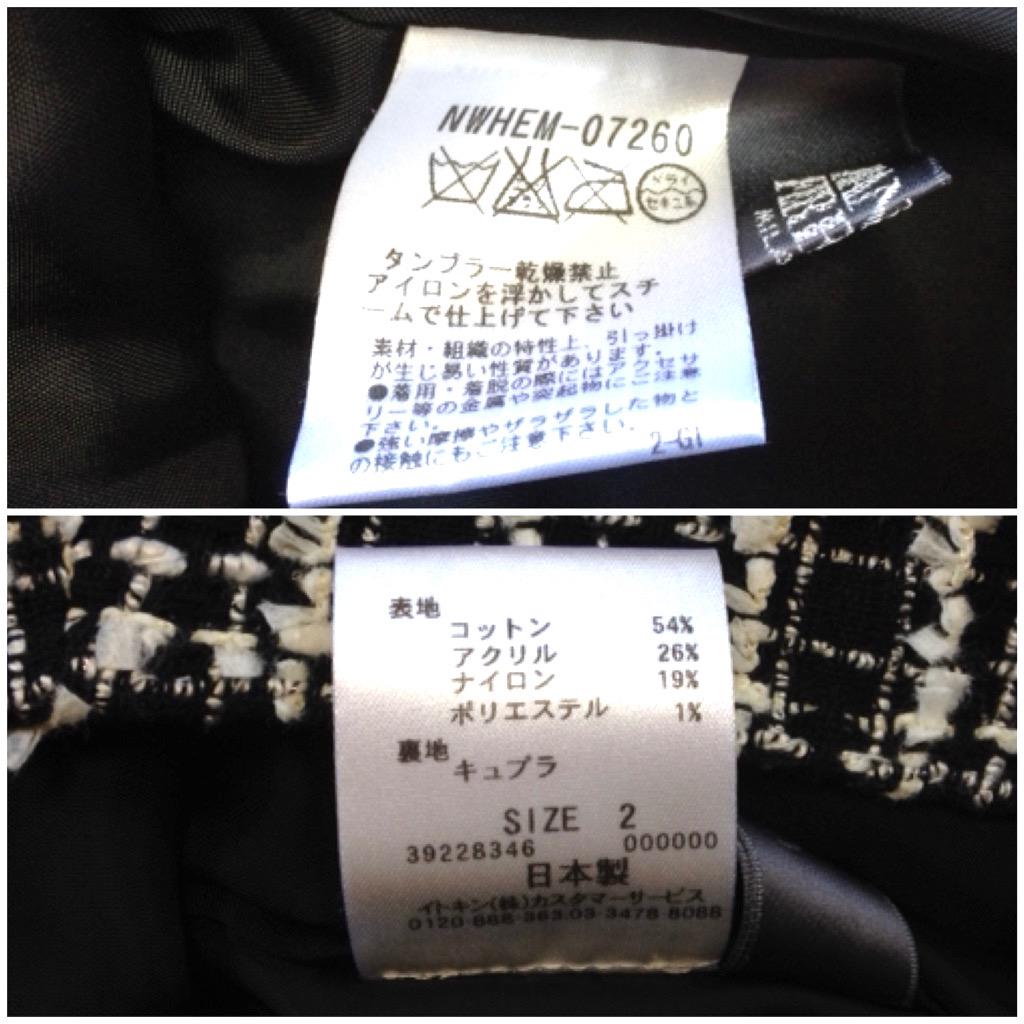 NWHEM-07260
ドライ
セキユ系
タンブラー乾燥禁止
アイロンを浮かしてスチ
ームで仕上げて下さい
素材・組織の特性上、引っ掛け
が生じ易い性質があります。
●着用・着脱の際にはアクセサ
リー等の金属や突起物にご注意
下さい。
●強い摩擦やザラザラした物と
の接触にもご注意下さい。
2-GI
表地
コットン 54%
アクリル 26%
ナイロン 19%
ポリエステル 1%
裏地
キュプラ
SIZE 2
39228346 000000
日本製
イトキン(株)カスタマーサービス
0120-888-363.03-3478-8088